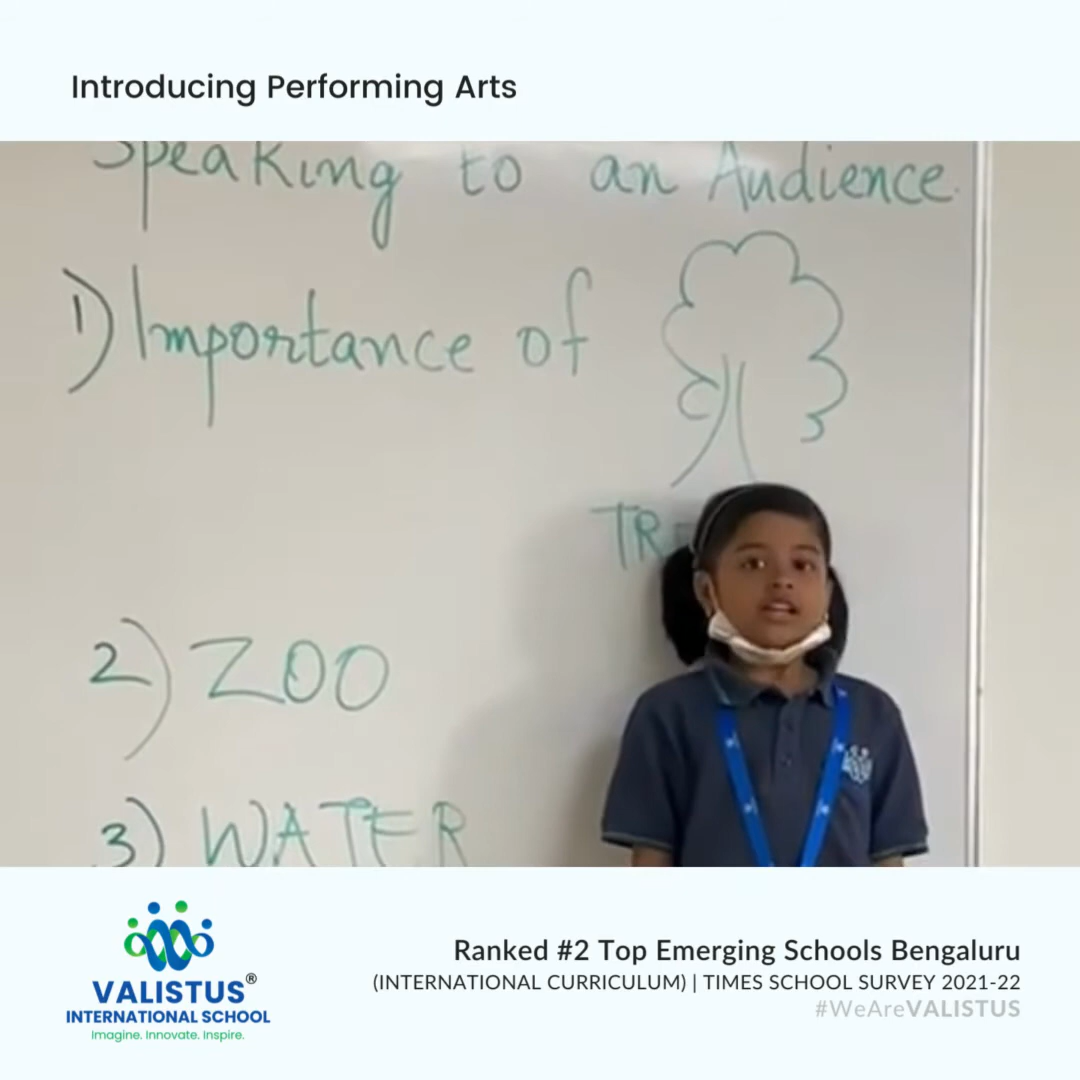 Introducing Performing Arts
Speaking to an Audience.
1) Importance of
TRE
2) ZOO
3) WATER
VALISTUS®
INTERNATIONAL SCHOOL
Imagine. Innovate. Inspire.
Ranked #2 Top Emerging Schools Bengaluru
(INTERNATIONAL CURRICULUM) | TIMES SCHOOL SURVEY 2021-22
#WeAreVALISTUS